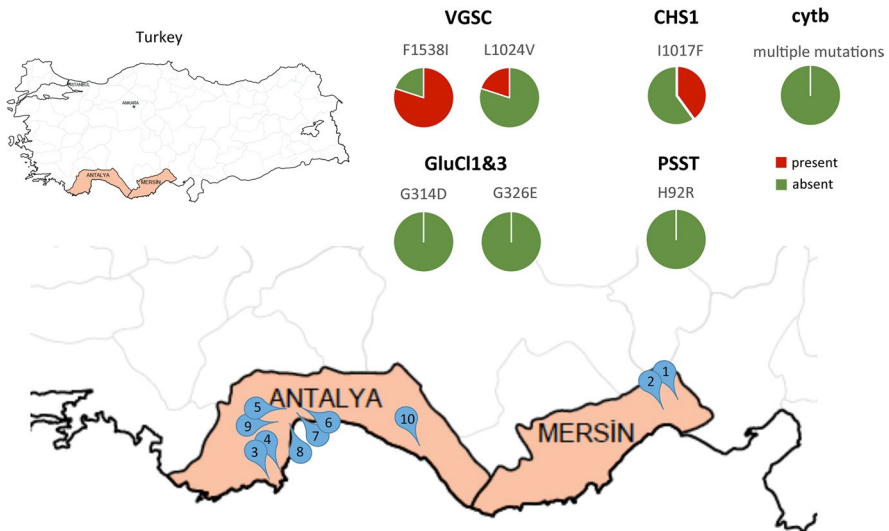 Turkey
İSTANBUL
ANKARA
ANTALYA
MERSİN
VGSC
F1538I
L1024V
CHS1
I1017F
cytb
multiple mutations
GluCl1&3
G314D
G326E
PSST
H92R
present
absent
ANTALYA
MERSİN
1
2
5
9
4
3
8
7
6
10